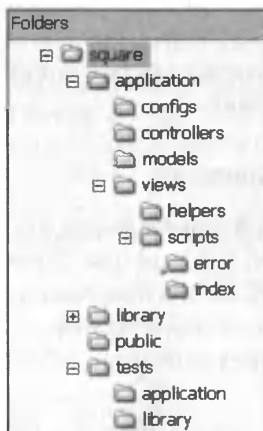 Folders
square
application
configs
controllers
models
views
helpers
scripts
error
index
library
public
tests
application
library